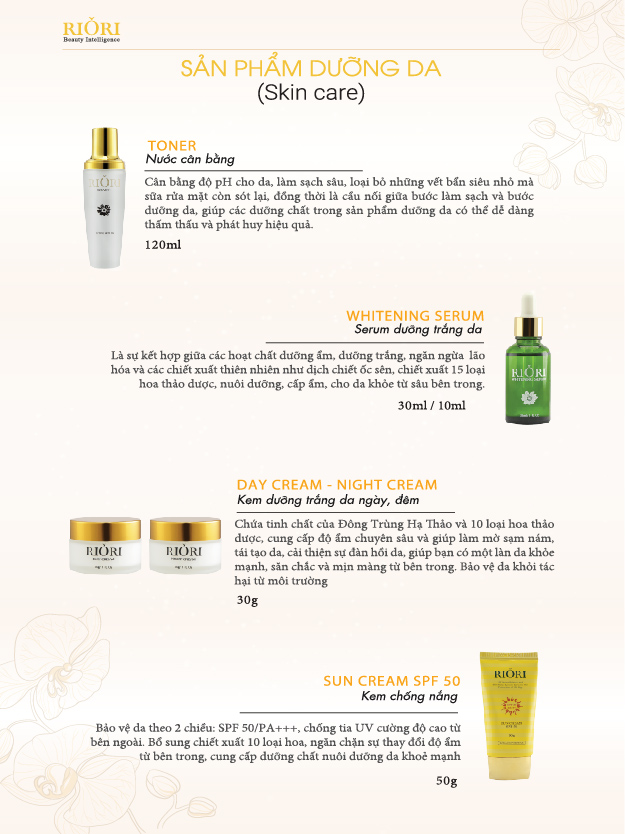 RIORI
Beauty Intelligence
SẢN PHẨM DƯỠNG DA
(Skin care)
TONER
Nước cân bằng
Cân bằng độ pH cho da, làm sạch sâu, loại bỏ những vết bẩn siêu nhỏ mà
sữa rửa mặt còn sót lại, đồng thời là cầu nối giữa bước làm sạch và bước
dưỡng da, giúp các dưỡng chất trong sản phẩm dưỡng da có thể dễ dàng
thẩm thấu và phát huy hiệu quả.
120ml
RIORI
WHITENING SERUM
Serum dưỡng trắng da
Là sự kết hợp giữa các hoạt chất dưỡng ẩm, dưỡng trắng, ngăn ngừa lão
hóa và các chiết xuất thiên nhiên như dịch chiết ốc sên, chiết xuất 15 loại
hoa thảo dược, nuôi dưỡng, cấp ẩm, cho da khỏe từ sâu bên trong.
30ml / 10ml
RIORI
WHITENING SERUM
DAY CREAM - NIGHT CREAM
Kem dưỡng trắng da ngày, đêm
Chứa tinh chất của Đông Trùng Hạ Thảo và 10 loại hoa thảo
dược, cung cấp độ ẩm chuyên sâu và giúp làm mờ sạm nám,
tái tạo da, cải thiện sự đàn hồi da, giúp bạn có một làn da khỏe
mạnh, săn chắc và mịn màng từ bên trong. Bảo vệ da khỏi tác
hại từ môi trường
30g
RIORI
RIORI
SUN CREAM SPF 50
Kem chống nắng
Bảo vệ da theo 2 chiều: SPF 50/PA+++, chống tia UV cường độ cao từ
bên ngoài. Bổ sung chiết xuất 10 loại hoa, ngăn chặn sự thay đổi độ ẩm
từ bên trong, cung cấp dưỡng chất nuôi dưỡng da khoẻ mạnh
50g
RIORI